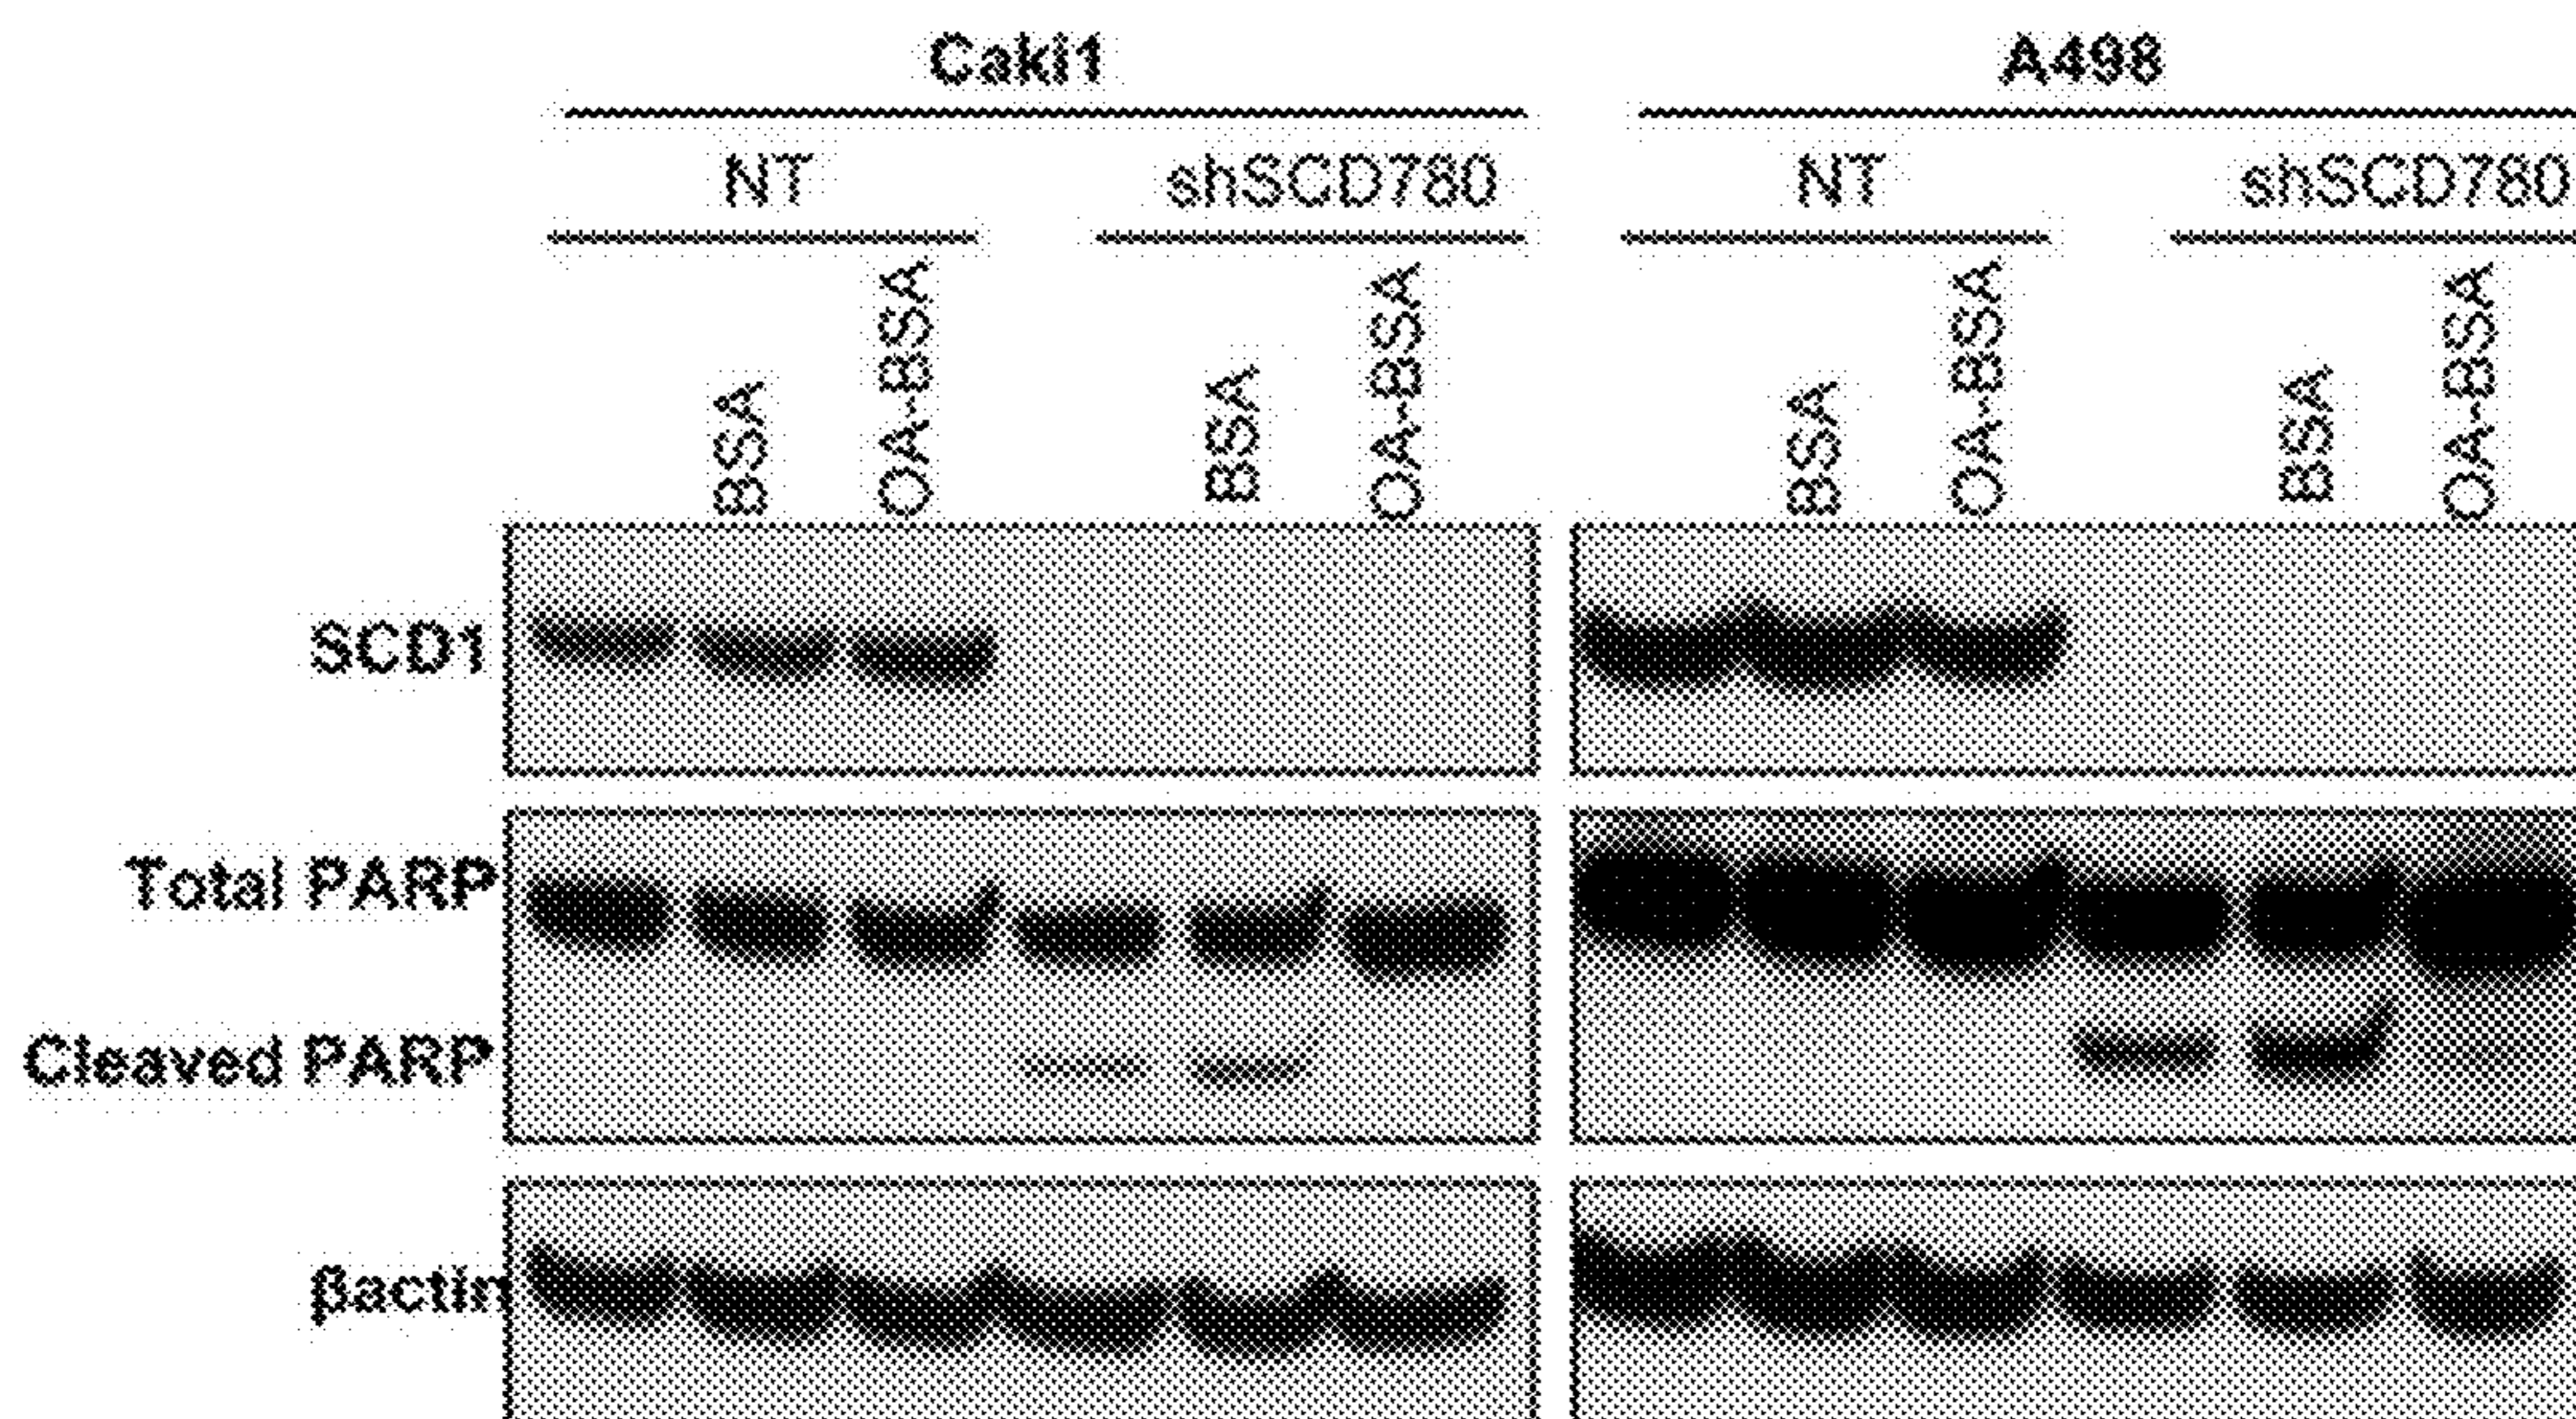 Caki1 A498
NT shSCD780 NT shSCD780
BSA OA-BSA BSA OA-BSA BSA OA-BSA BSA OA-BSA
SCD1
Total PARP
Cleaved PARP
βactin